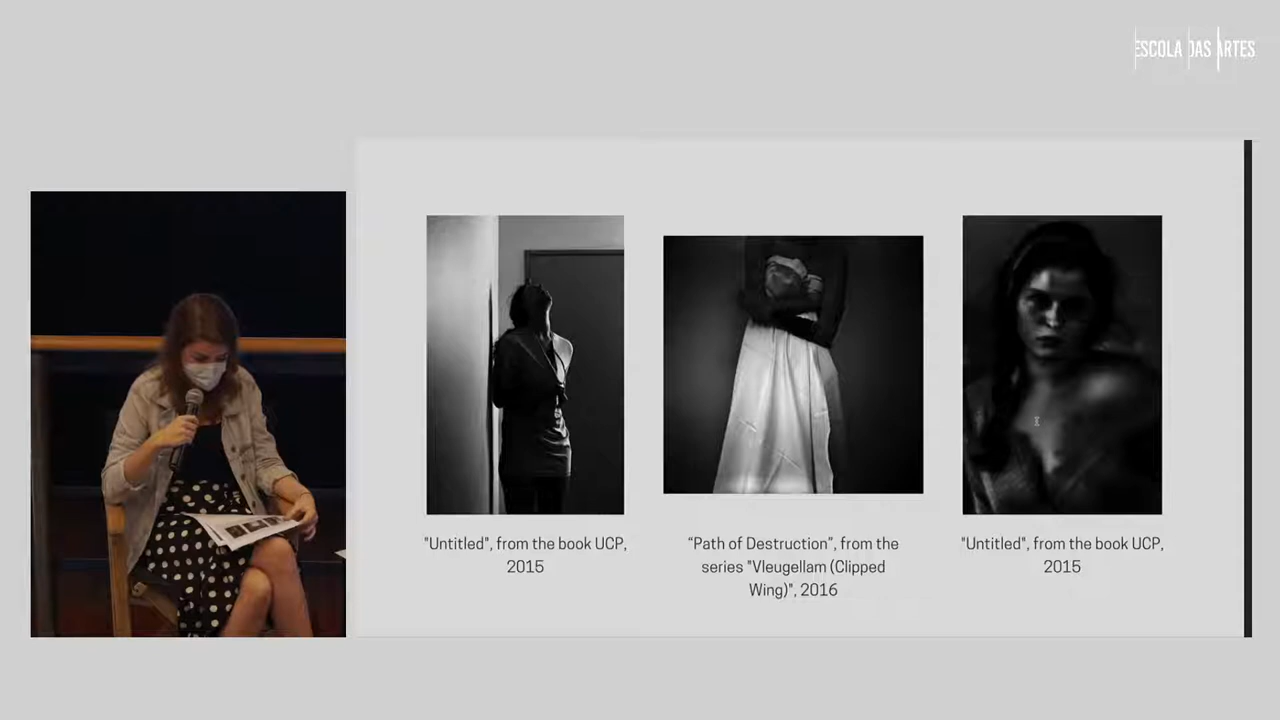 ESCOLA DAS ARTES
"Untitled", from the book UCP,
2015
“Path of Destruction”, from the
series "Vleugellam (Clipped
Wing)", 2016
"Untitled", from the book UCP,
2015